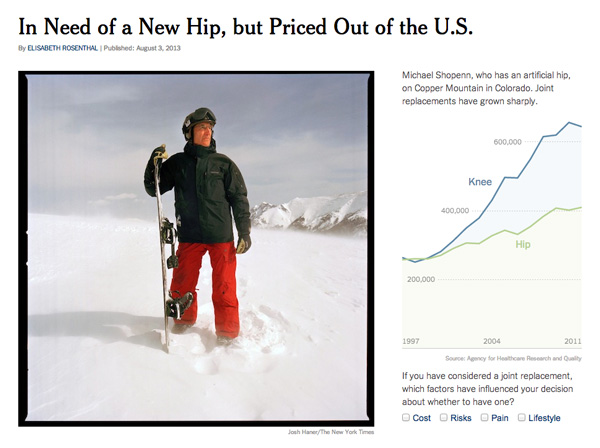 In Need of a New Hip, but Priced Out of the U.S.
By ELISABETH ROSENTHAL | Published: August 3, 2013
Michael Shopenn, who has an artificial hip,
on Copper Mountain in Colorado. Joint
replacements have grown sharply.
600,000
Knee
400,000
Hip
200,000
1997 2004 2011
Source: Agency for Healthcare Research and Quality
If you have considered a joint replacement,
which factors have influenced your decision
about whether to have one?
Cost Risks Pain Lifestyle
Josh Haner/The New York Times